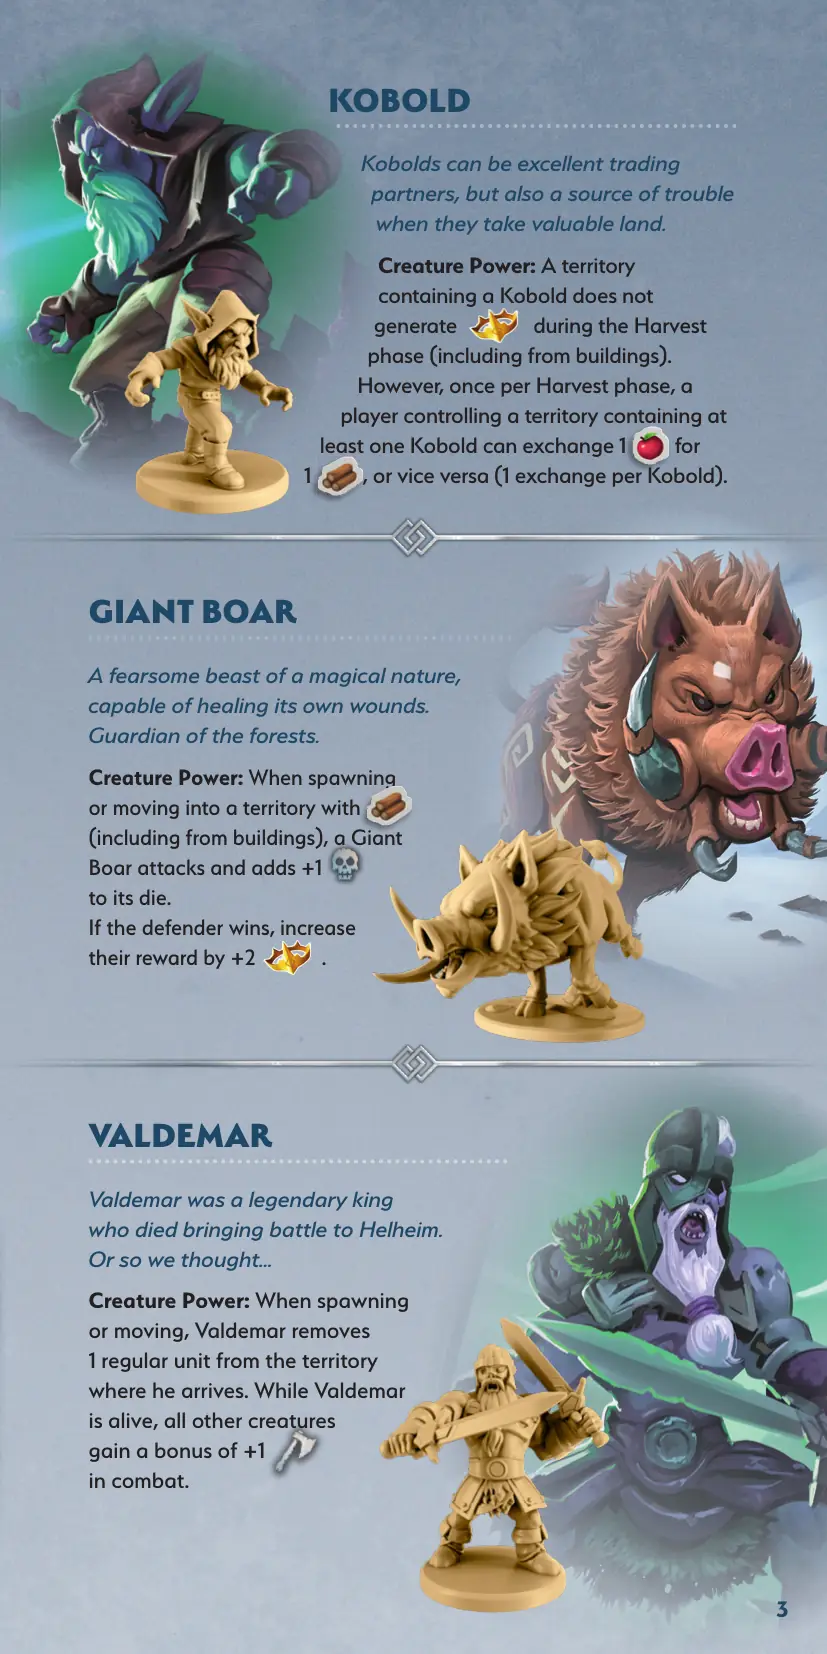 KOBOLD
Kobolds can be excellent trading
partners, but also a source of trouble
when they take valuable land.
Creature Power: A territory
containing a Kobold does not
generate during the Harvest
phase (including from buildings).
However, once per Harvest phase, a
player controlling a territory containing at
least one Kobold can exchange 1 for
1 , or vice versa (1 exchange per Kobold).
GIANT BOAR
A fearsome beast of a magical nature,
capable of healing its own wounds.
Guardian of the forests.
Creature Power: When spawning
or moving into a territory with
(including from buildings), a Giant
Boar attacks and adds +1
to its die.
If the defender wins, increase
their reward by +2 .
VALDEMAR
Valdemar was a legendary king
who died bringing battle to Helheim.
Or so we thought...
Creature Power: When spawning
or moving, Valdemar removes
1 regular unit from the territory
where he arrives. While Valdemar
is alive, all other creatures
gain a bonus of +1
in combat.
3